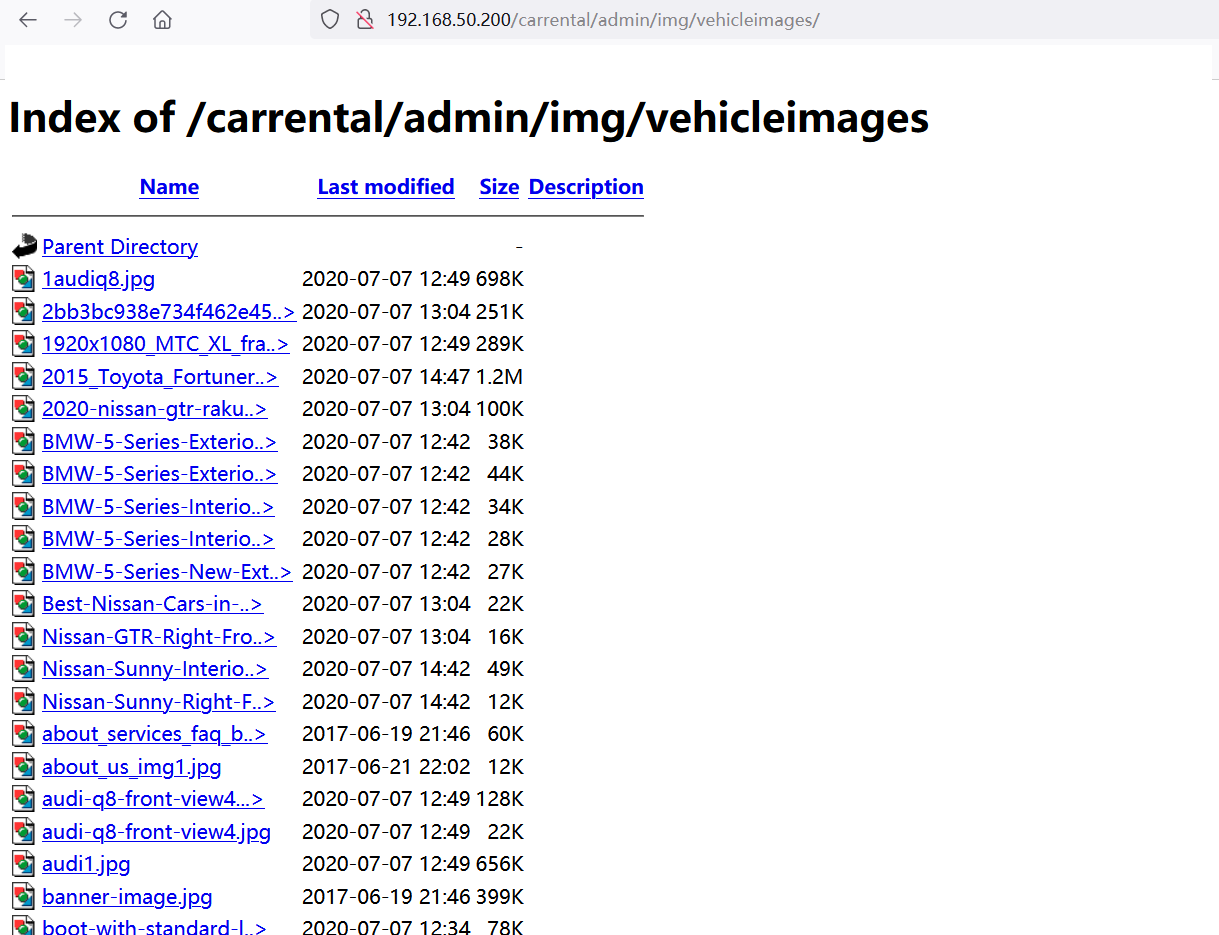 192.168.50.200/carrental/admin/img/vehicleimages/
Index of /carrental/admin/img/vehicleimages
Name Last modified Size Description
Parent Directory -
1audiq8.jpg 2020-07-07 12:49 698K
2bb3bc938e734f462e45..> 2020-07-07 13:04 251K
1920x1080_MTC_XL_fra..> 2020-07-07 12:49 289K
2015_Toyota_Fortuner..> 2020-07-07 14:47 1.2M
2020-nissan-gtr-raku..> 2020-07-07 13:04 100K
BMW-5-Series-Exterio..> 2020-07-07 12:42 38K
BMW-5-Series-Exterio..> 2020-07-07 12:42 44K
BMW-5-Series-Interio..> 2020-07-07 12:42 34K
BMW-5-Series-Interio..> 2020-07-07 12:42 28K
BMW-5-Series-New-Ext..> 2020-07-07 12:42 27K
Best-Nissan-Cars-in-..> 2020-07-07 13:04 22K
Nissan-GTR-Right-Fro..> 2020-07-07 13:04 16K
Nissan-Sunny-Interio..> 2020-07-07 14:42 49K
Nissan-Sunny-Right-F..> 2020-07-07 14:42 12K
about_services_faq_b..> 2017-06-19 21:46 60K
about_us_img1.jpg 2017-06-21 22:02 12K
audi-q8-front-view4...> 2020-07-07 12:49 128K
audi-q8-front-view4.jpg 2020-07-07 12:49 22K
audi1.jpg 2020-07-07 12:49 656K
banner-image.jpg 2017-06-19 21:46 399K
boot-with-standard-l..> 2020-07-07 12:34 78K